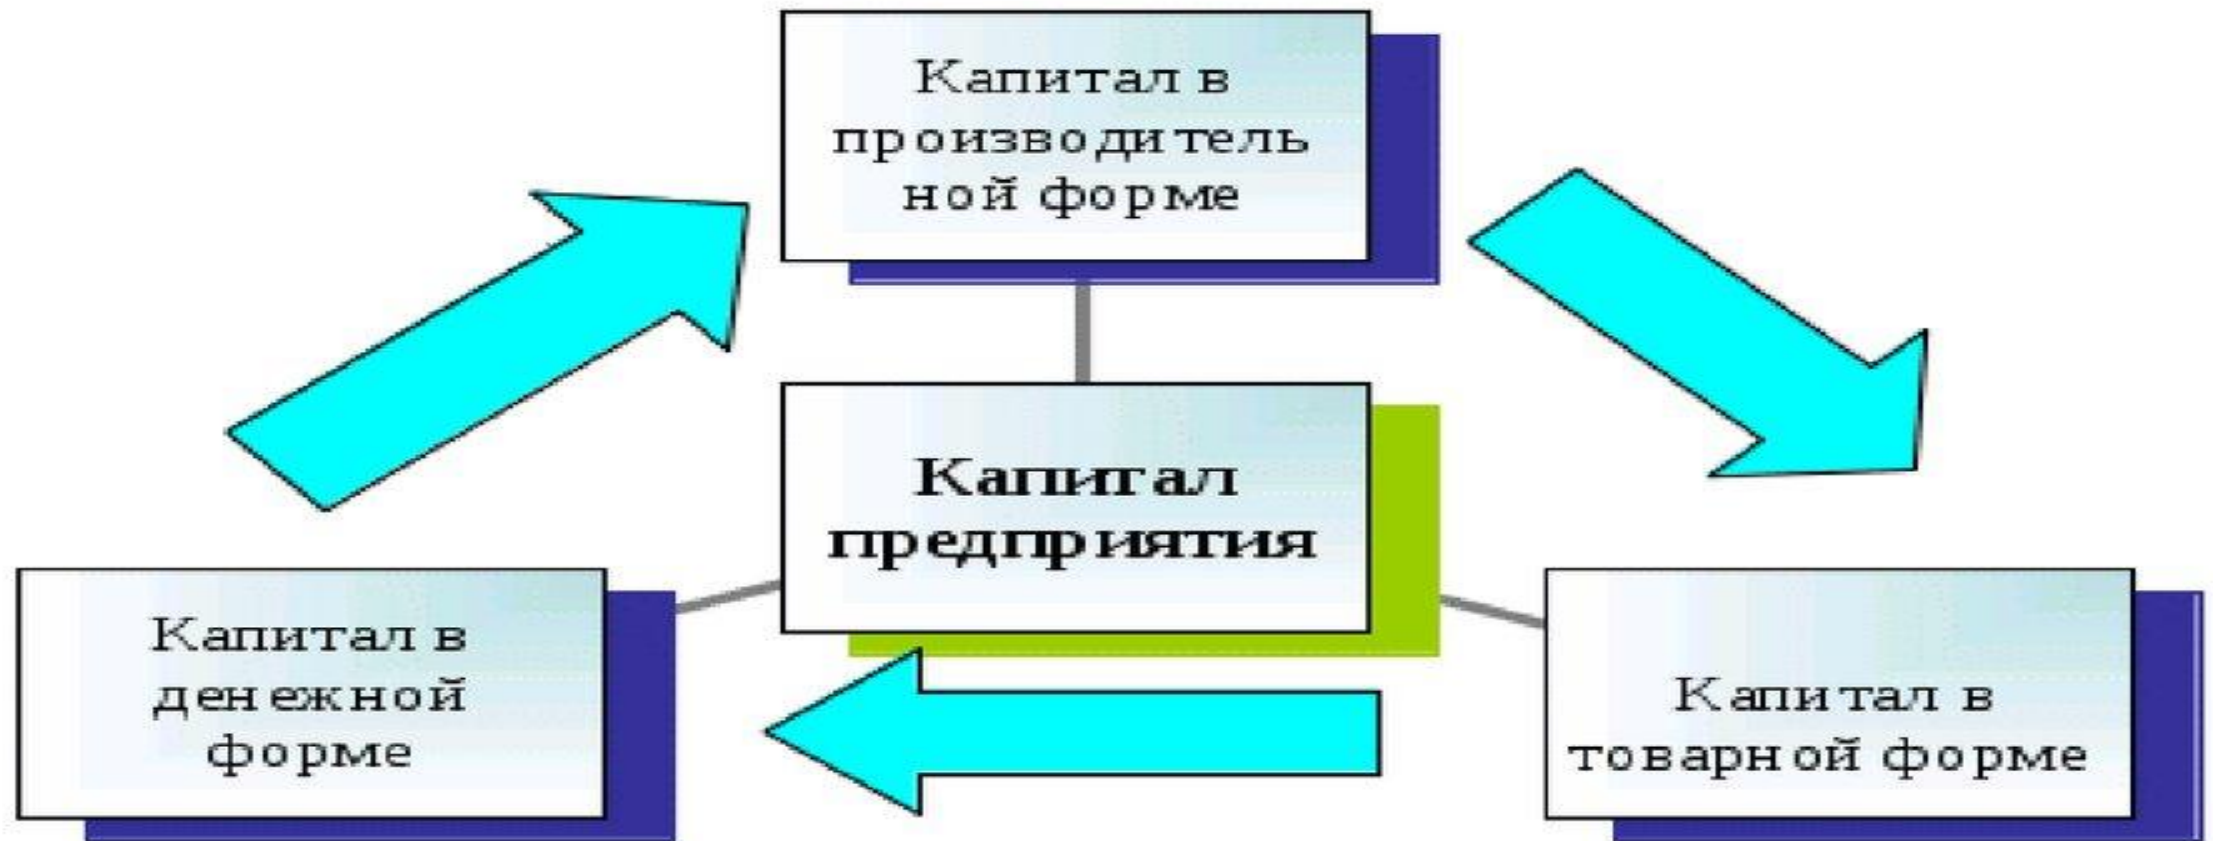 Капитал в
производитель
ной форме
Капитал
предприятия
Капитал в
денежной
форме
Капитал в
товарной форме